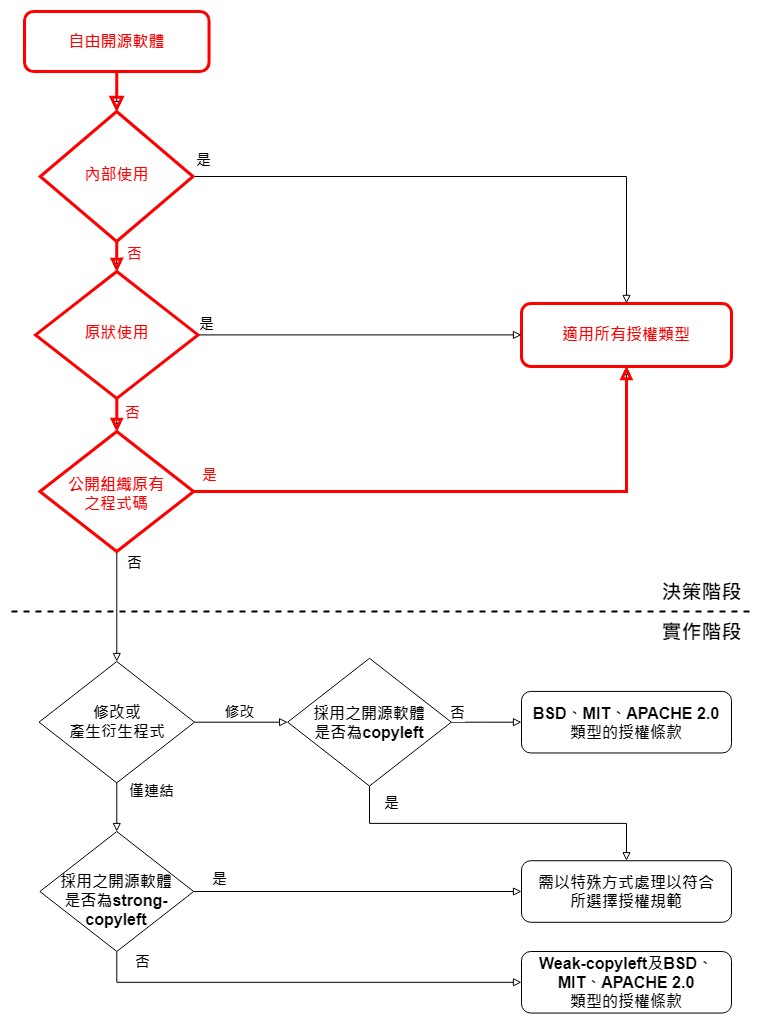 自由開源軟體
內部使用
是
否
原狀使用
是
適用所有授權類型
否
公開組織原有
之程式碼
是
否
決策階段
實作階段
修改或
產生衍生程式
修改
採用之開源軟體
是否為copyleft
否
BSD、MIT、APACHE 2.0
類型的授權條款
僅連結
是
採用之開源軟體
是否為strong-
copyleft
是
需以特殊方式處理以符合
所選擇授權規範
否
Weak-copyleft及BSD、
MIT、APACHE 2.0
類型的授權條款